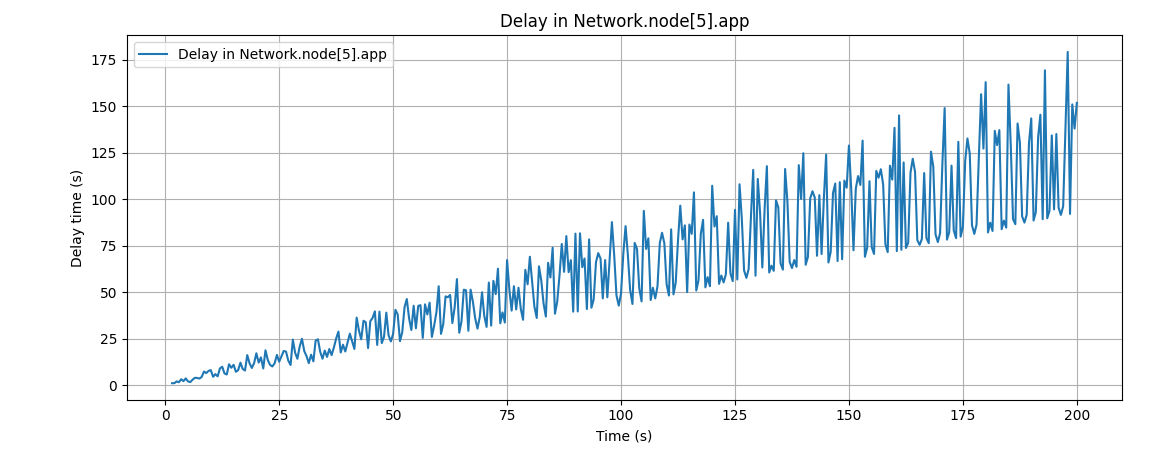 Delay in Network.node[5].app
Delay in Network.node[5].app
175
150
125
100
75
50
25
0
Delay time (s)
0 25 50 75 100 125 150 175 200
Time (s)